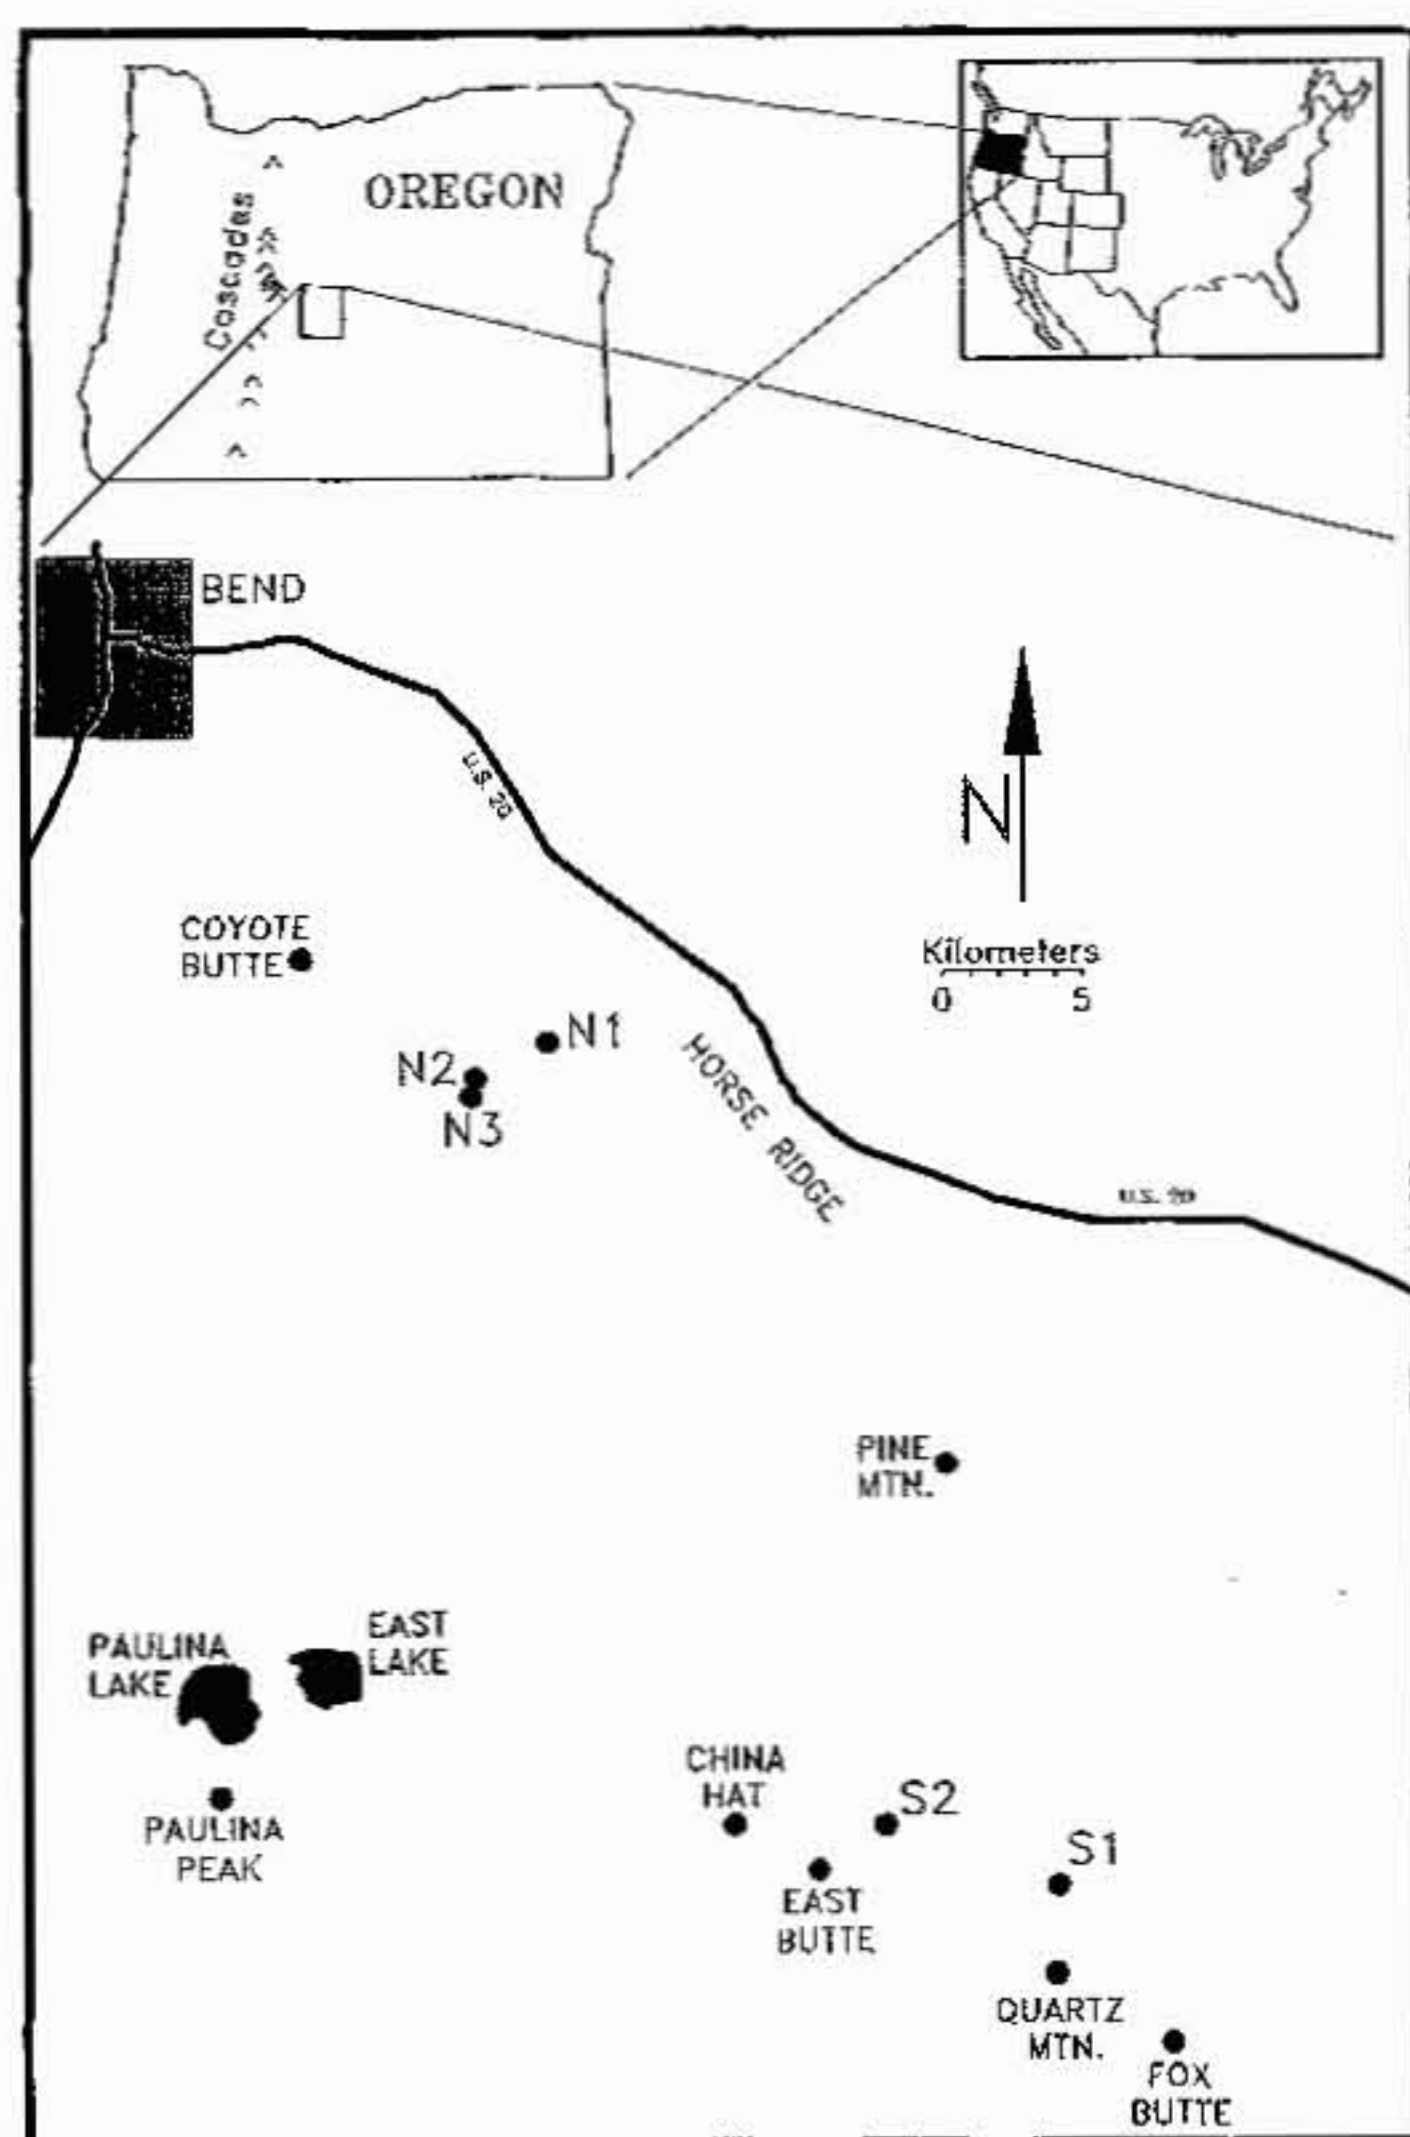 OREGON
Cascades
BEND
U.S. 20
N
COYOTE
BUTTE
Kilometers
0 5
N1
N2
N3
HORSE RIDGE
U.S. 20
PINE
MTN.
EAST
LAKE
PAULINA
LAKE
CHINA
HAT
S2
PAULINA
PEAK
S1
EAST
BUTTE
QUARTZ
MTN.
FOX
BUTTE